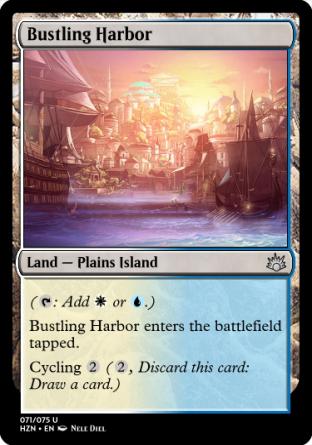 Bustling Harbor
Land — Plains Island
(: Add or .)
Bustling Harbor enters the battlefield
tapped.
Cycling 2 ( 2, Discard this card:
Draw a card.)
071/075 U
HZN • EN Nele Diel